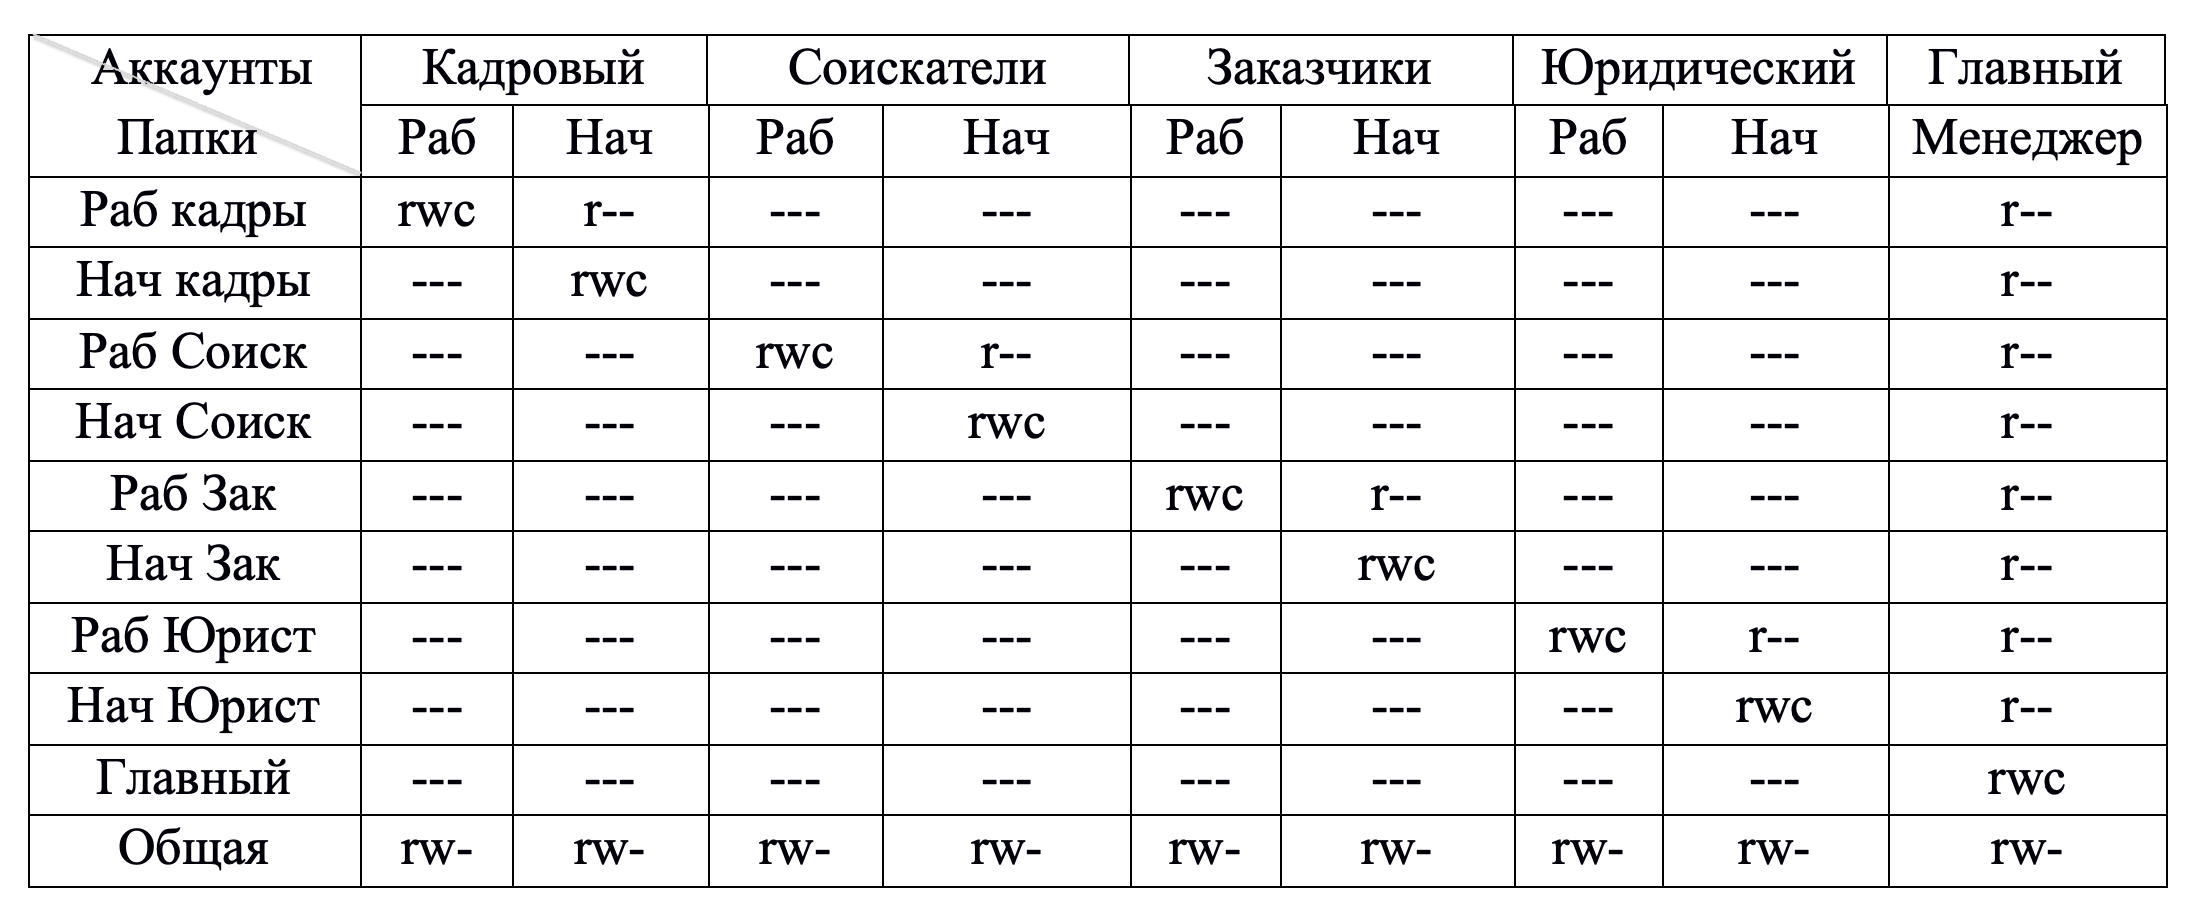 Аккаунты Кадровый Соискатели Заказчики Юридический Главный
Папки Раб Нач Раб Нач Раб Нач Раб Нач Менеджер
Раб кадры rwc r-- --- --- --- --- --- --- r--
Нач кадры --- rwc --- --- --- --- --- --- r--
Раб Соиск --- --- rwc r-- --- --- --- --- r--
Нач Соиск --- --- --- rwc --- --- --- --- r--
Раб Зак --- --- --- --- rwc r-- --- --- r--
Нач Зак --- --- --- --- --- rwc --- --- r--
Раб Юрист --- --- --- --- --- --- rwc r-- r--
Нач Юрист --- --- --- --- --- --- --- rwc r--
Главный --- --- --- --- --- --- --- --- rwc
Общая rw- rw- rw- rw- rw- rw- rw- rw- rw-